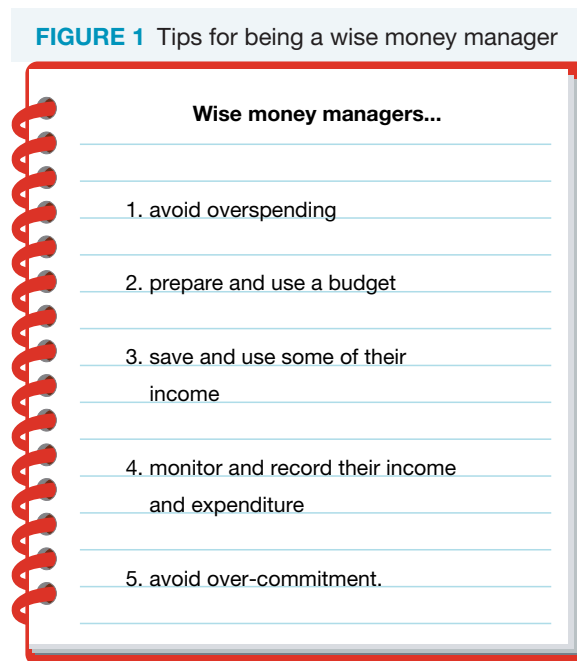 FIGURE 1 Tips for being a wise money manager
Wise money managers...
1. avoid overspending
2. prepare and use a budget
3. save and use some of their
income
4. monitor and record their income
and expenditure
5. avoid over-commitment.